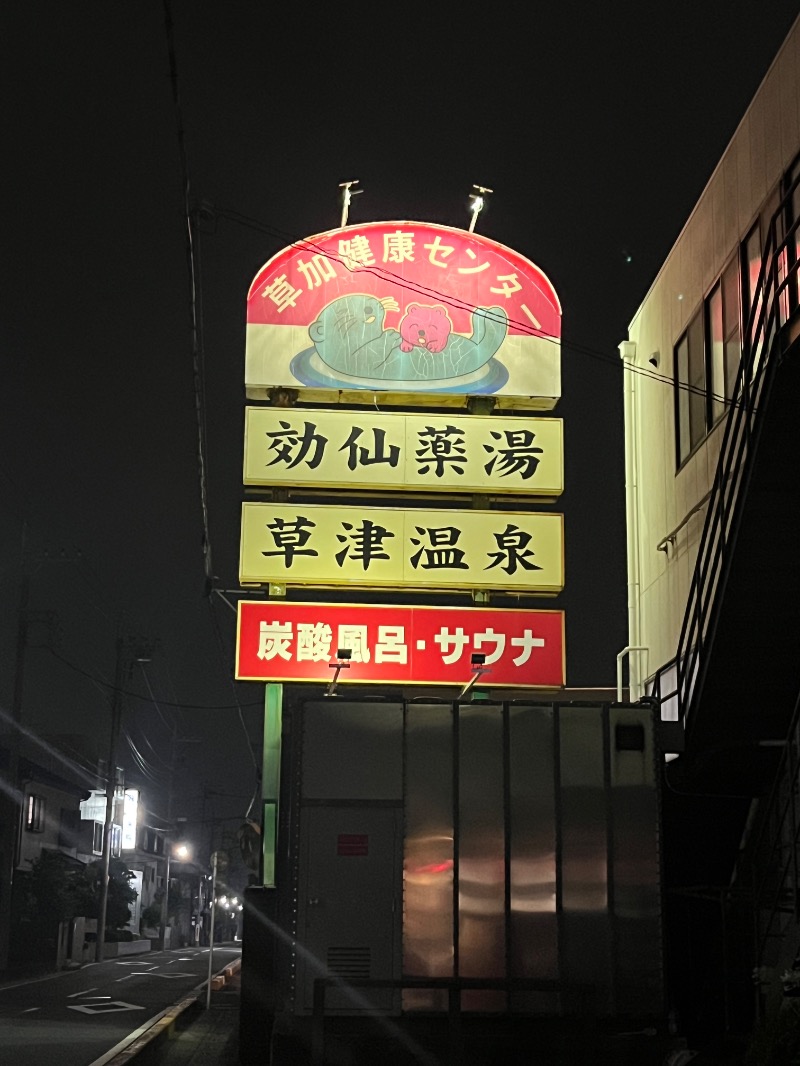 草加健康センター
効仙薬湯
草津温泉
炭酸風呂・サウナ